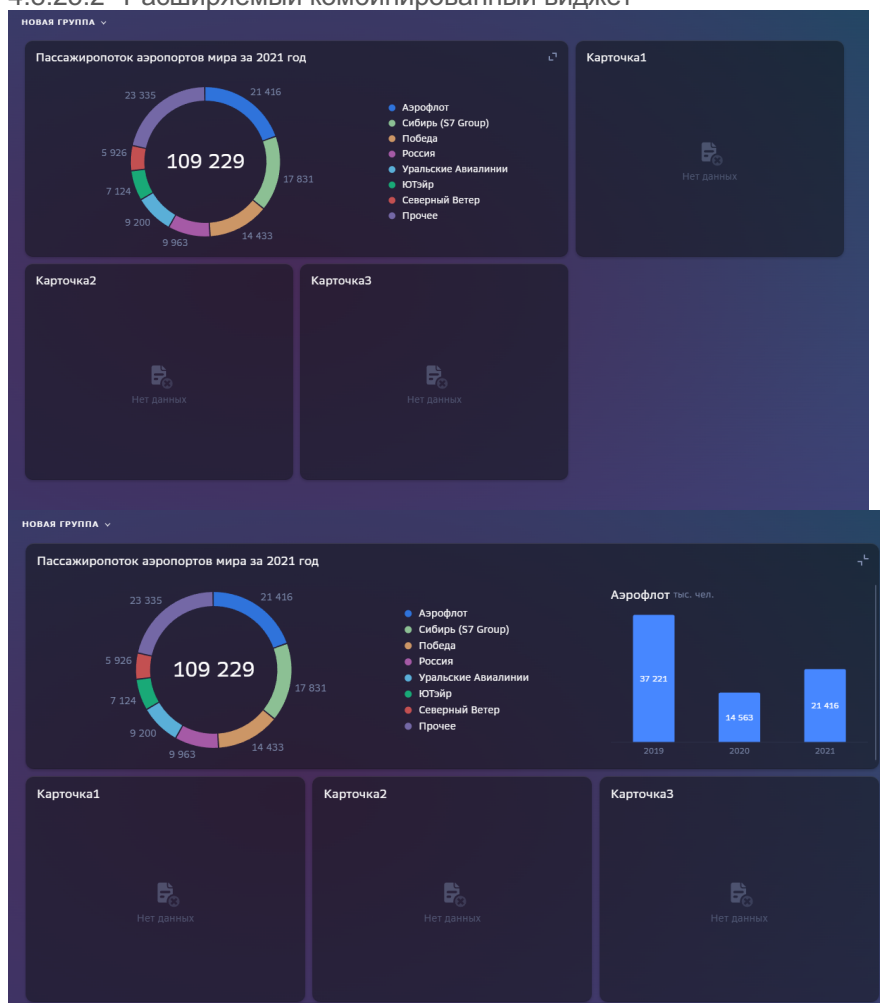 4.3.25.2 Расширяемый комбинированный виджет
НОВАЯ ГРУППА
Пассажиропоток аэропортов мира за 2021 год
23 335
21 416
5 926
109 229
17 831
7 124
9 200
9 963
14 433
Аэрофлот
Сибирь (S7 Group)
Победа
Россия
Уральские Авиалинии
ЮТэйр
Северный Ветер
Прочее
Карточка1
Нет данных
Карточка2
Нет данных
Карточка3
Нет данных
НОВАЯ ГРУППА
Пассажиропоток аэропортов мира за 2021 год
23 335
21 416
5 926
109 229
17 831
7 124
9 200
9 963
14 433
Аэрофлот
Сибирь (S7 Group)
Победа
Россия
Уральские Авиалинии
ЮТэйр
Северный Ветер
Прочее
Аэрофлот тыс. чел.
37 221
14 563
21 416
2019
2020
2021
Карточка1
Нет данных
Карточка2
Нет данных
Карточка3
Нет данных